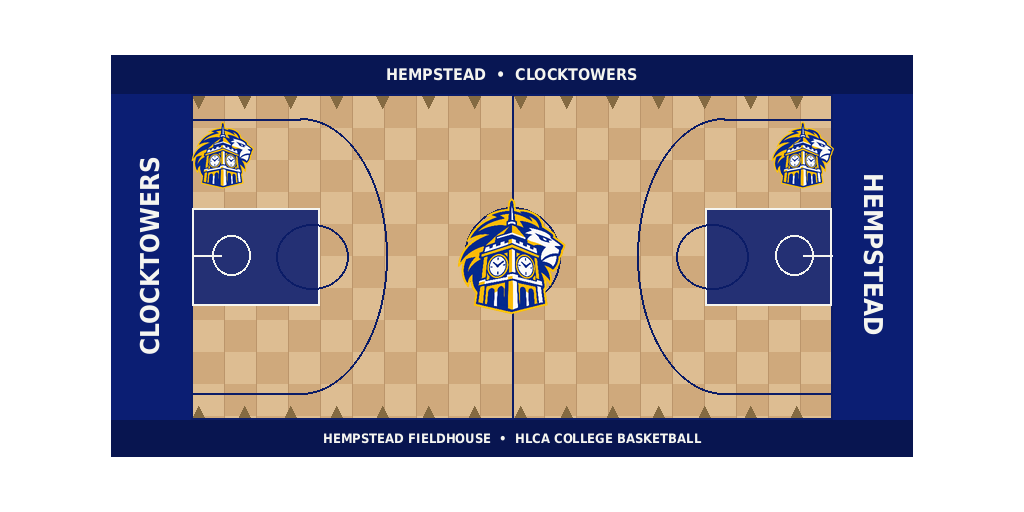 HEMPSTEAD • CLOCKTOWERS
CLOCKTOWERS
HEMPSTEAD
HEMPSTEAD FIELDHOUSE • HLCA COLLEGE BASKETBALL